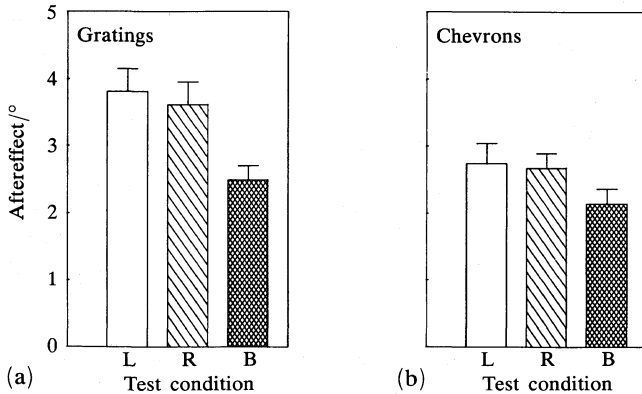 5
4
3
2
1
0
Aftereffect/°
Gratings
L R B
Test condition
(a)
Chevrons
L R B
Test condition
(b)